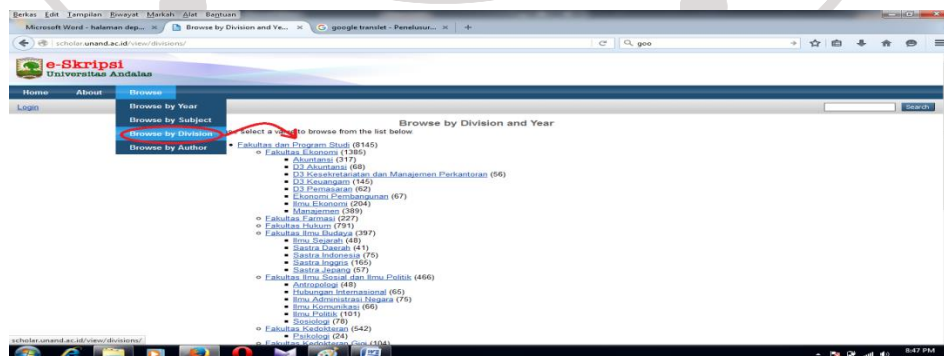 Berkas Edit Tampilan Riwayat Markah Alat Bantuan
Microsoft Word - halaman dep... × Browse by Division and Ye... × google translet - Penelusur... × +
scholar.unand.ac.id/view/divisions/ goo
e-Skripsi
Universitas Andalas
Home About Browse
Login Search
Browse by Year
Browse by Subject
Browse by Division
Browse by Author
Browse by Division and Year
select a value to browse from the list below.
Fakultas dan Program Studi (8145)
Fakultas Ekonomi (1385)
Akuntansi (317)
D3 Akuntansi (68)
D3 Kesekretariatan dan Manajemen Perkantoran (56)
D3 Keuangam (145)
D3 Pemasaran (62)
Ekonomi Pembangunan (67)
Ilmu Ekonomi (204)
Manajemen (389)
Fakultas Farmasi (227)
Fakultas Hukum (791)
Fakultas Ilmu Budaya (397)
Ilmu Sejarah (48)
Sastra Daerah (41)
Sastra Indonesia (75)
Sastra Inggris (165)
Sastra Jepang (57)
Fakultas Ilmu Sosial dan Ilmu Politik (466)
Antropologi (48)
Hubungan Internasional (65)
Ilmu Administrasi Negara (75)
Ilmu Komunikasi (66)
Ilmu Politik (101)
Sosiologi (78)
Fakultas Kedokteran (542)
Psikologi (24)
Fakultas Kedokteran Gigi (104)
scholar.unand.ac.id/view/divisions/
8:47 PM